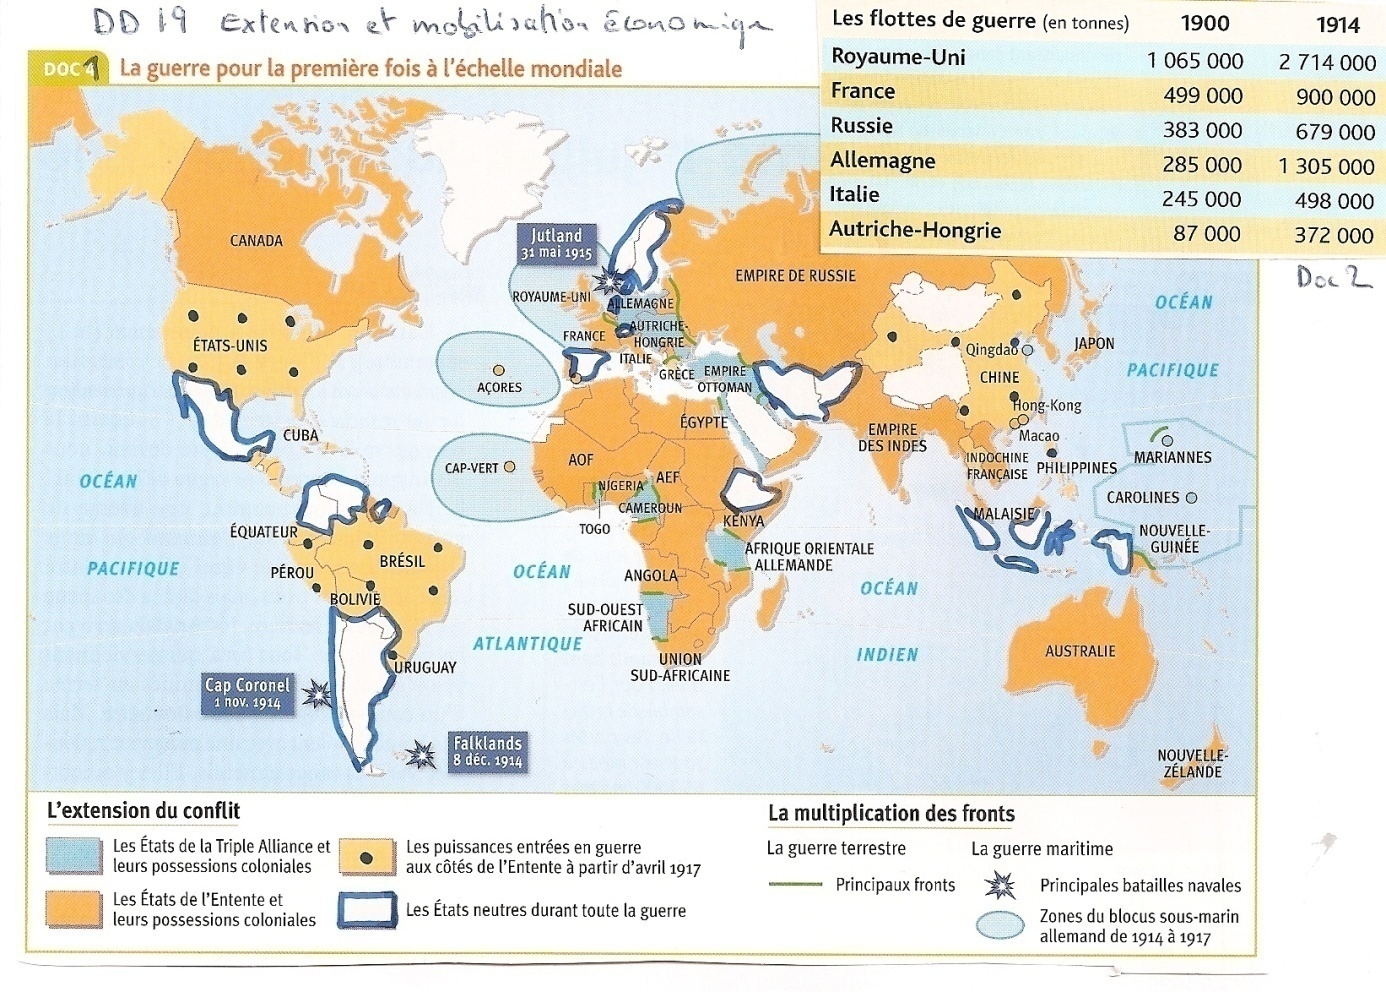 DD 19 Extension et mobilisation économique
DOC 1 La guerre pour la première fois à l'échelle mondiale
Les flottes de guerre (en tonnes) 1900 1914
Royaume-Uni 1 065 000 2 714 000
France 499 000 900 000
Russie 383 000 679 000
Allemagne 285 000 1 305 000
Italie 245 000 498 000
Autriche-Hongrie 87 000 372 000
Doc 2
CANADA
Jutland
31 mai 1915
EMPIRE DE RUSSIE
ROYAUME-UNI
ALLEMAGNE
OCÉAN
PACIFIQUE
ÉTATS-UNIS
FRANCE
AUTRICHE-
HONGRIE
ITALIE
GRÈCE
EMPIRE
OTTOMAN
Qingdao
JAPON
CHINE
AÇORES
Hong-Kong
Macao
CUBA
ÉGYPTE
EMPIRE
DES INDES
INDOCHINE
FRANÇAISE
PHILIPPINES
MARIANNES
CAP-VERT
AOF
AEF
NIGERIA
CAMEROUN
TOGO
KENYA
CAROLINES
MALAISIE
NOUVELLE-
GUINÉE
OCÉAN
PACIFIQUE
ÉQUATEUR
PÉROU
BRÉSIL
BOLIVIE
OCÉAN
ATLANTIQUE
AFRIQUE ORIENTALE
ALLEMANDE
ANGOLA
SUD-OUEST
AFRICAIN
UNION
SUD-AFRICAINE
OCÉAN
INDIEN
AUSTRALIE
URUGUAY
Cap Coronel
1 nov. 1914
Falklands
8 déc. 1914
NOUVELLE-
ZÉLANDE
L'extension du conflit
Les États de la Triple Alliance et
leurs possessions coloniales
Les États de l'Entente et
leurs possessions coloniales
Les puissances entrées en guerre
aux côtés de l'Entente à partir d'avril 1917
Les États neutres durant toute la guerre
La multiplication des fronts
La guerre terrestre
Principaux fronts
La guerre maritime
Principales batailles navales
Zones du blocus sous-marin
allemand de 1914 à 1917